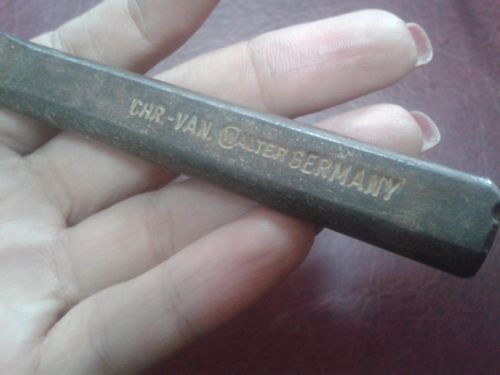 CHR.-VAN. WALTER GERMANY